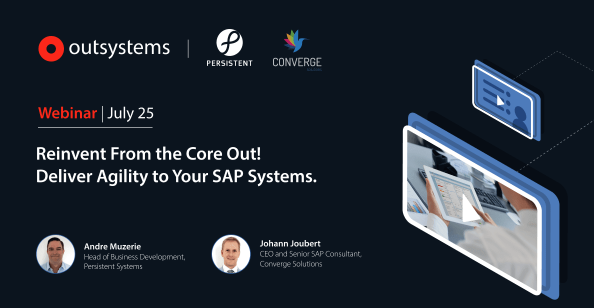 outsystems
PERSISTENT
CONVERGE
Webinar | July 25
Reinvent From the Core Out!
Deliver Agility to Your SAP Systems.
Andre Muzerie
Head of Business Development,
Persistent Systems
Johann Joubert
CEO and Senior SAP Consultant,
Converge Solutions